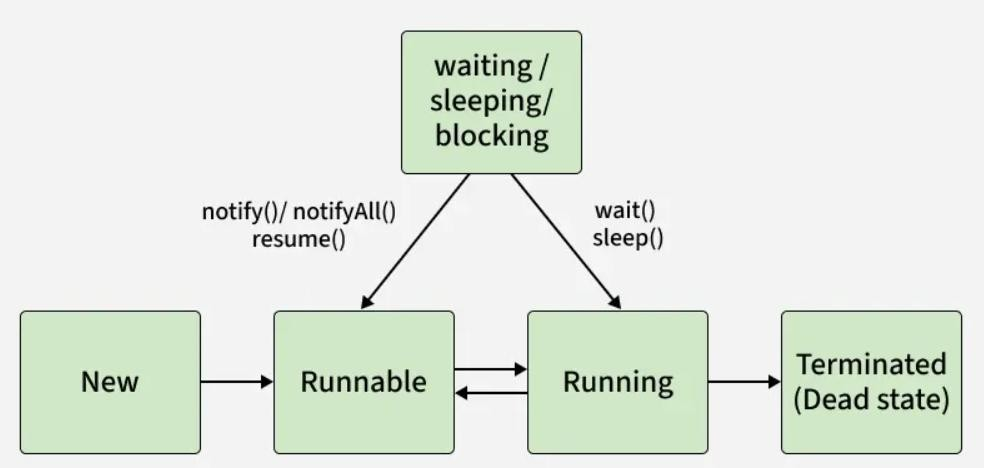 waiting /
sleeping/
blocking
notify()/ notifyAll()
resume()
wait()
sleep()
New
Runnable
Running
Terminated
(Dead state)